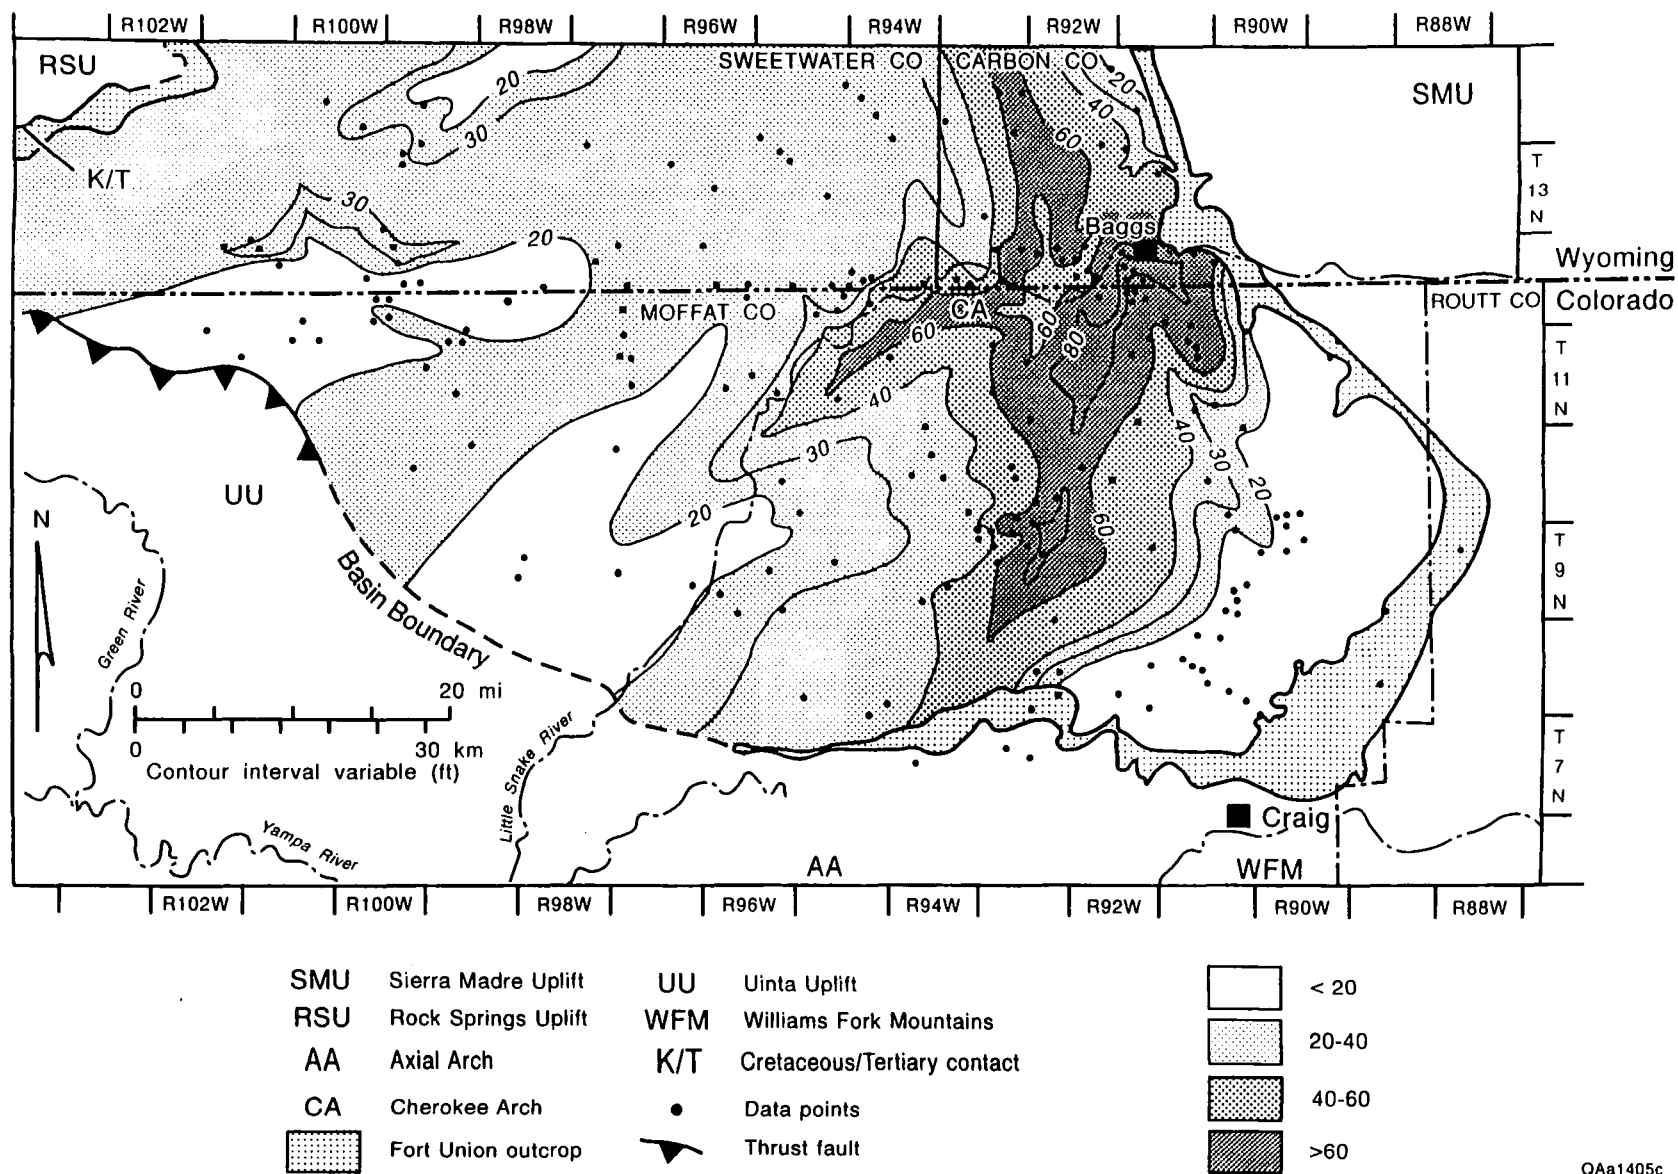 R102W R100W R98W R96W R94W R92W R90W R88W
RSU
SWEETWATER CO
CARBON CO
SMU
20
30
20
40
60
K/T
T
13
N
30
20
Baggs
Wyoming
Colorado
MOFFAT CO
CA
ROUTT CO
60
60
80
T
11
N
40
40
30
30
20
20
60
UU
N
Basin Boundary
T
9
N
Green River
0 20 mi
0 30 km
Contour interval variable (ft)
Little Snake River
T
7
N
Yampa River
Craig
AA
WFM
R102W R100W R98W R96W R94W R92W R90W R88W
SMU Sierra Madre Uplift
RSU Rock Springs Uplift
AA Axial Arch
CA Cherokee Arch
Fort Union outcrop
UU Uinta Uplift
WFM Williams Fork Mountains
K/T Cretaceous/Tertiary contact
Data points
Thrust fault
< 20
20-40
40-60
>60
QAa1405c